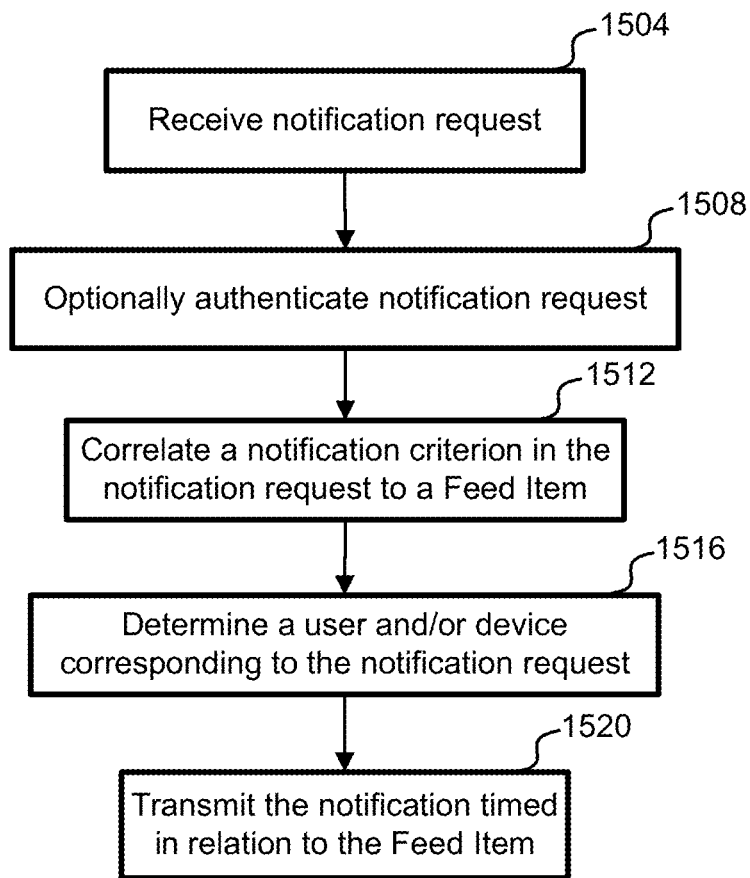 1504
Receive notification request
1508
Optionally authenticate notification request
1512
Correlate a notification criterion in the
notification request to a Feed Item
1516
Determine a user and/or device
corresponding to the notification request
1520
Transmit the notification timed
in relation to the Feed Item